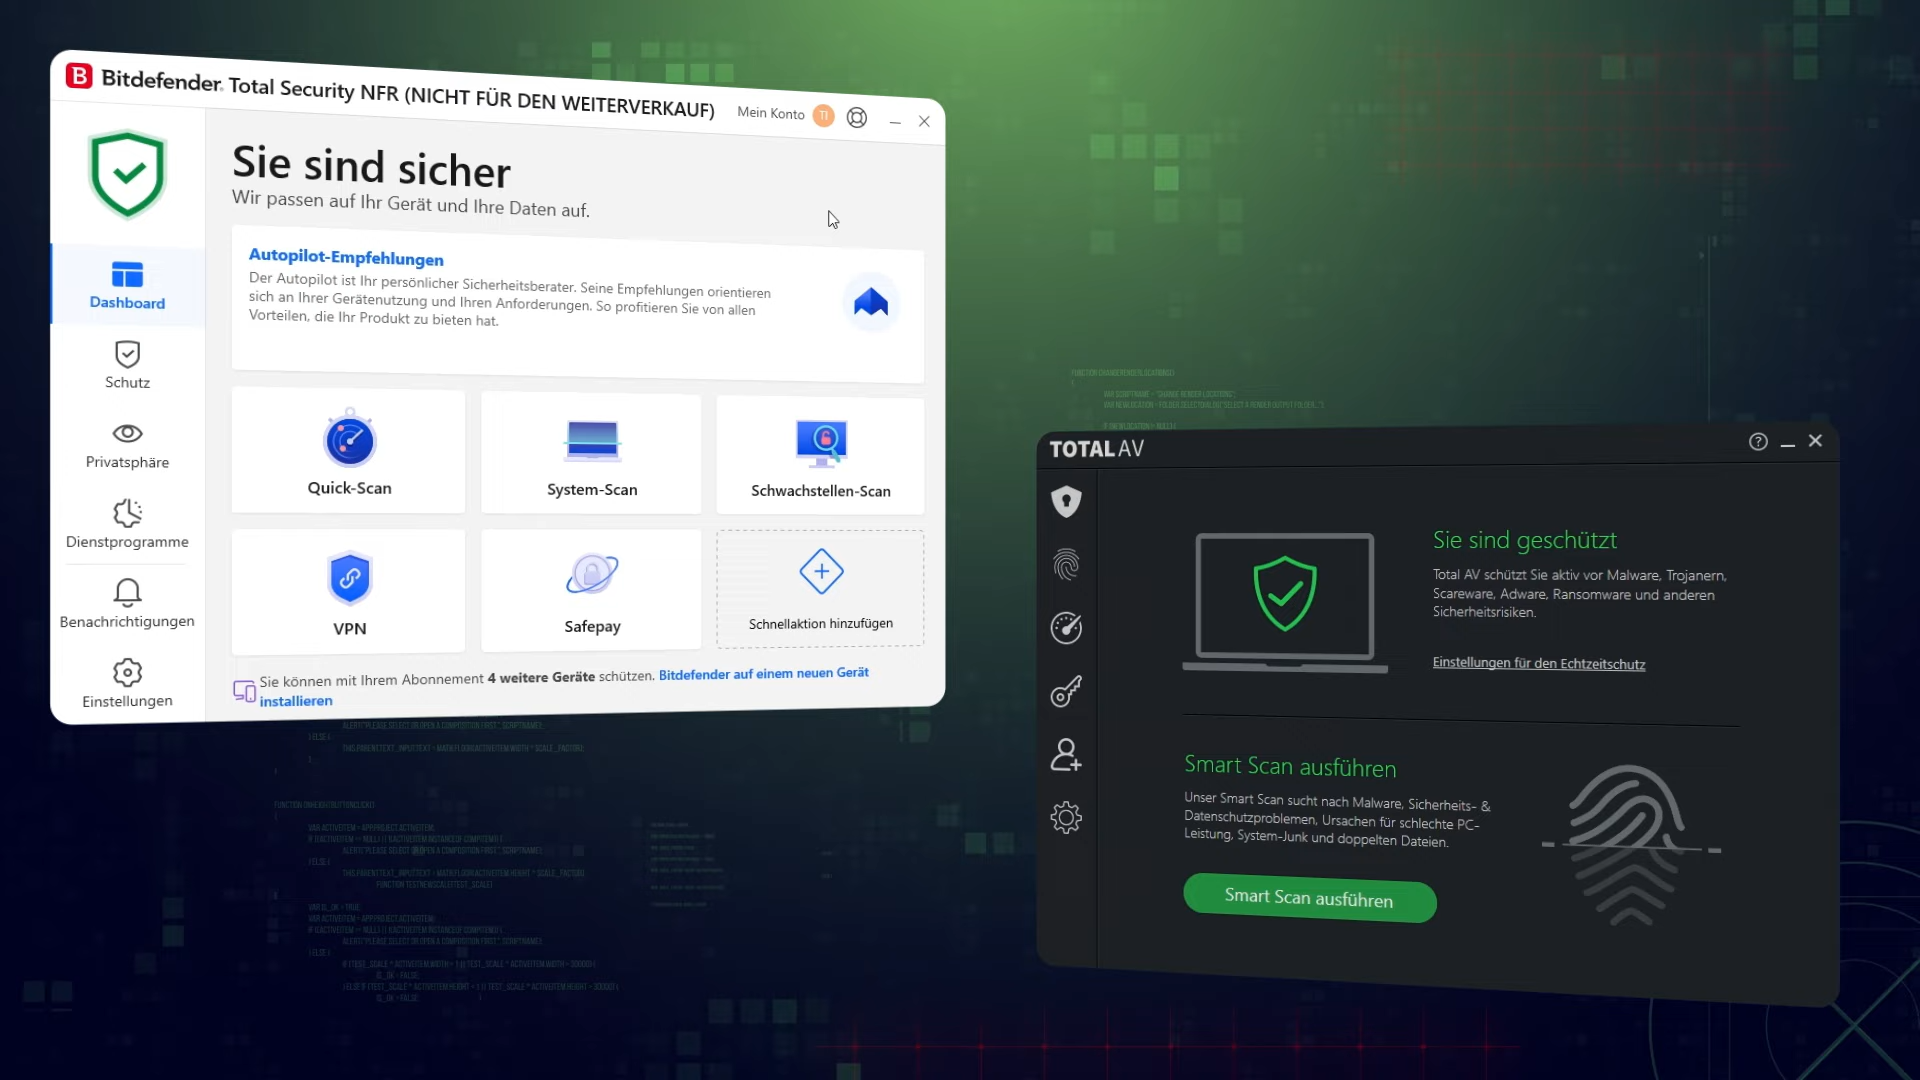 B Bitdefender Total Security NFR (NICHT FÜR DEN WEITERVERKAUF)
Mein Konto TI
Sie sind sicher
Wir passen auf Ihr Gerät und Ihre Daten auf.
Dashboard
Schutz
Privatsphäre
Dienstprogramme
Benachrichtigungen
Einstellungen
Autopilot-Empfehlungen
Der Autopilot ist Ihr persönlicher Sicherheitsberater. Seine Empfehlungen orientieren
sich an Ihrer Gerätenutzung und Ihren Anforderungen. So profitieren Sie von allen
Vorteilen, die Ihr Produkt zu bieten hat.
Quick-Scan
System-Scan
Schwachstellen-Scan
VPN
Safepay
Schnellaktion hinzufügen
Sie können mit Ihrem Abonnement 4 weitere Geräte schützen. Bitdefender auf einem neuen Gerät
installieren
TOTAL AV
Sie sind geschützt
Total AV schützt Sie aktiv vor Malware, Trojanern,
Scareware, Adware, Ransomware und anderen
Sicherheitsrisiken.
Einstellungen für den Echtzeitschutz
Smart Scan ausführen
Unser Smart Scan sucht nach Malware, Sicherheits- &
Datenschutzproblemen, Ursachen für schlechte PC-
Leistung, System-Junk und doppelten Dateien.
Smart Scan ausführen